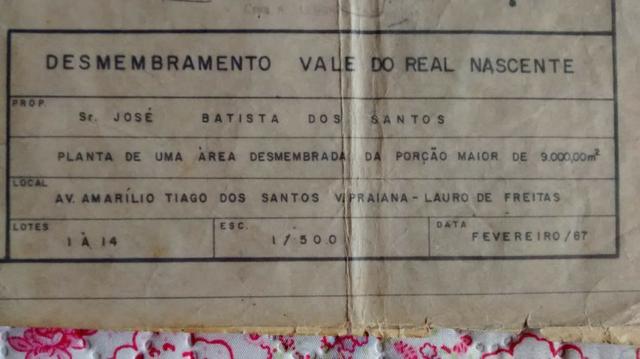 DESMEMBRAMENTO VALE DO REAL NASCENTE
PROP.
Sr. JOSÉ BATISTA DOS SANTOS
PLANTA DE UMA ÀREA DESMEMBRADA DA PORÇÃO MAIOR DE 9.000,00m²
LOCAL
AV. AMARÍLIO TIAGO DOS SANTOS V. PRAIANA - LAURO DE FREITAS
LOTES ESC. DATA
1 À 14 1/500 FEVEREIRO/87